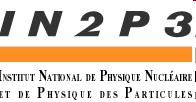 IN2P3
INSTITUT NATIONAL DE PHYSIQUE NUCLÉAIRE
ET DE PHYSIQUE DES PARTICULES